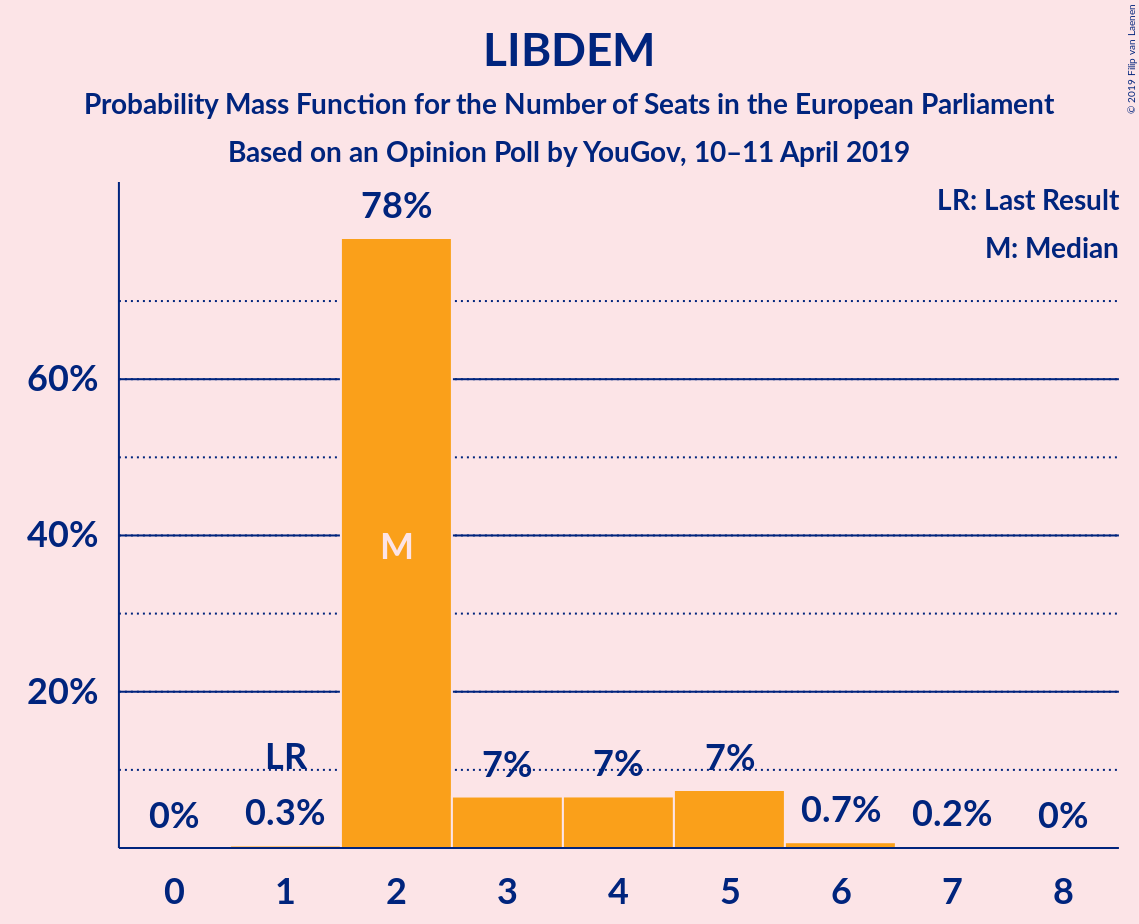 LIBDEM
Probability Mass Function for the Number of Seats in the European Parliament
Based on an Opinion Poll by YouGov, 10–11 April 2019
© 2019 Filip van Laenen
LR: Last Result
M: Median
78%
60%
40%
20%
M
LR
0%
0.3%
7%
7%
7%
0.7%
0.2%
0%
0 1 2 3 4 5 6 7 8